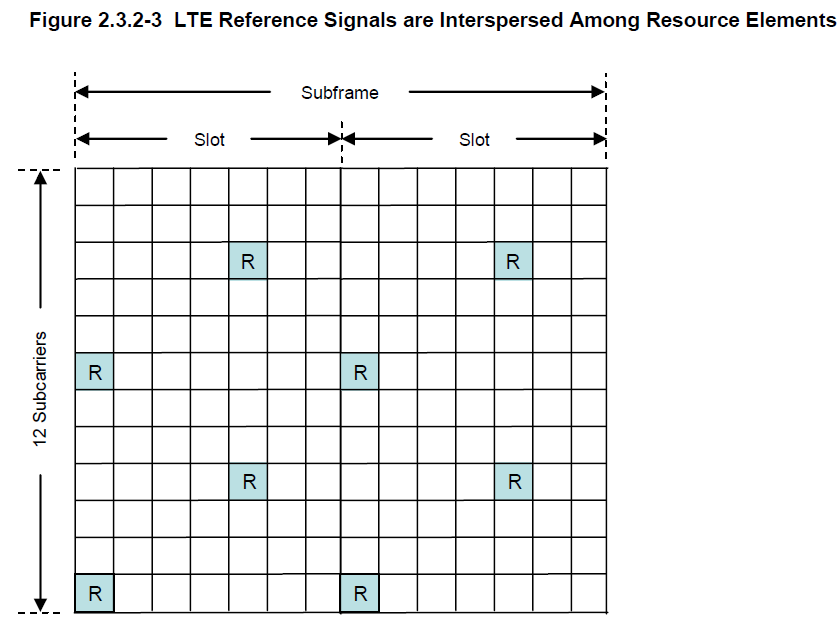 Figure 2.3.2-3  LTE Reference Signals are Interspersed Among Resource Elements
Subframe
Slot
Slot
R
R
12 Subcarriers
R
R
R
R
R
R